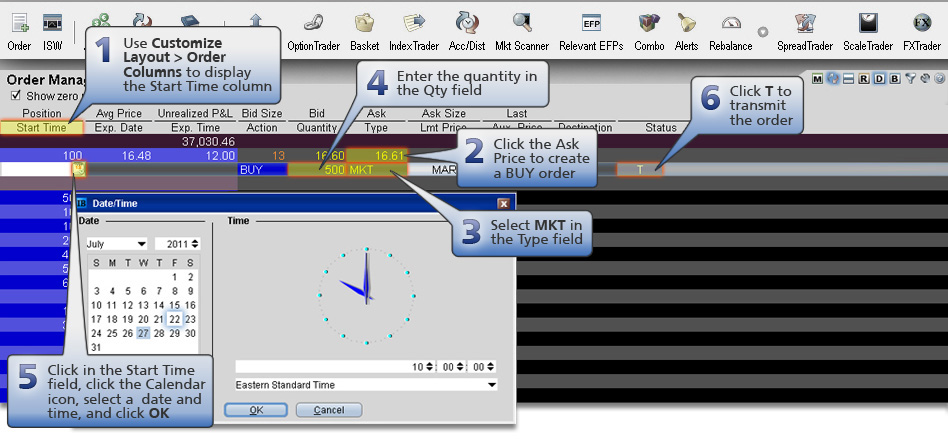 Order ISW OptionTrader Basket IndexTrader Acc/Dist Mkt Scanner Relevant EFPs Combo Alerts Rebalance SpreadTrader ScaleTrader FXTrader
EFP
FX
1 Use Customize
Layout > Order
Columns to display
the Start Time column
Order Manag
Show zero
M R D B
4 Enter the quantity in
the Qty field
6 Click T to
transmit
the order
Position Avg Price Unrealized P&L Bid Size Bid Ask Ask Size Last
Start Time Exp. Date Exp. Time Action Quantity Type Lmt Price Aux. Price Destination Status
37,030.46
100 16.48 12.00 13 16.60 16.61
BUY 500 MKT MAR T
2 Click the Ask
Price to create
a BUY order
3 Select MKT in
the Type field
Date/Time
Date Time
July 2011
S M T W T F S
1 2
3 4 5 6 7 8 9
10 11 12 13 14 15 16
17 18 19 20 21 22 23
24 25 26 27 28 29 30
31
10 : 00 : 00
Eastern Standard Time
OK Cancel
5 Click in the Start Time
field, click the Calendar
icon, select a date and
time, and click OK